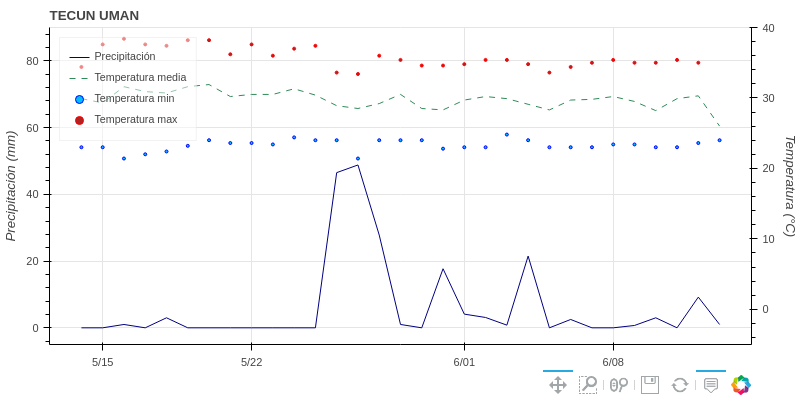 TECUN UMAN
Precipitación
Temperatura media
Temperatura min
Temperatura max
Precipitación (mm)
80
60
40
20
0
Temperatura (°C)
40
30
20
10
0
5/15
5/22
6/01
6/08